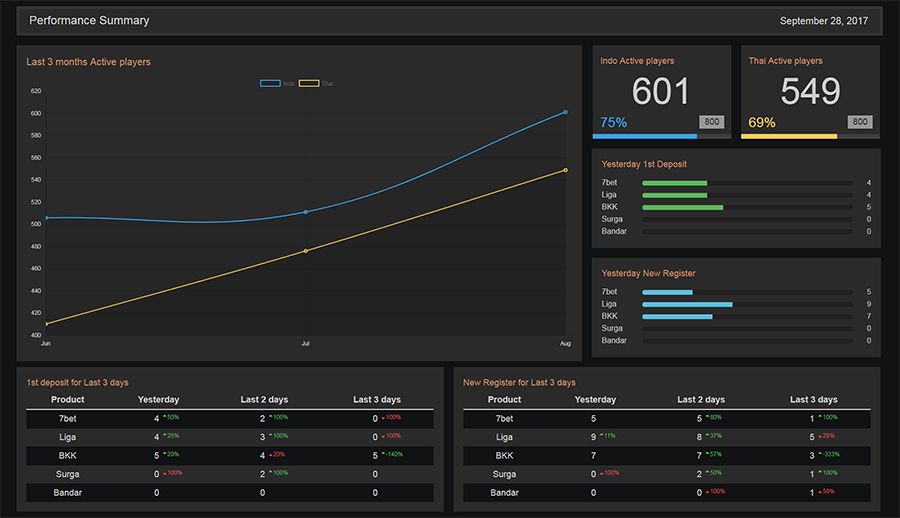 Performance Summary September 28, 2017
Last 3 months Active players
Indo Thai
620
600
580
560
540
520
500
480
460
440
420
400
Jun Jul Aug
Indo Active players
601
75% 800
Thai Active players
549
69% 800
Yesterday 1st Deposit
7bet 4
Liga 4
BKK 5
Surga 0
Bandar 0
Yesterday New Register
7bet 5
Liga 9
BKK 7
Surga 0
Bandar 0
1st deposit for Last 3 days
Product Yesterday Last 2 days Last 3 days
7bet 4 50% 2 100% 0 -100%
Liga 4 25% 3 100% 0 -100%
BKK 5 20% 4 -20% 5 -140%
Surga 0 -100% 2 100% 0
Bandar 0 0 0
New Register for Last 3 days
Product Yesterday Last 2 days Last 3 days
7bet 5 5 80% 1 100%
Liga 9 11% 8 37% 5 -20%
BKK 7 7 57% 3 -333%
Surga 0 -100% 2 50% 1 100%
Bandar 0 0 -100% 1 -50%